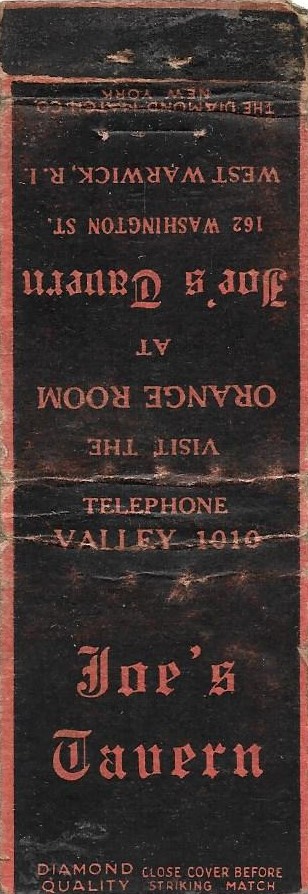 TELEPHONE
VALLEY 1010
Joe's
Tavern
DIAMOND QUALITY
CLOSE COVER BEFORE STRIKING MATCH
VISIT THE
ORANGE ROOM
AT
Joe's Tavern
162 WASHINGTON ST.
WEST WARWICK, R.I.
THE DIAMOND MATCH CO.
NEW YORK